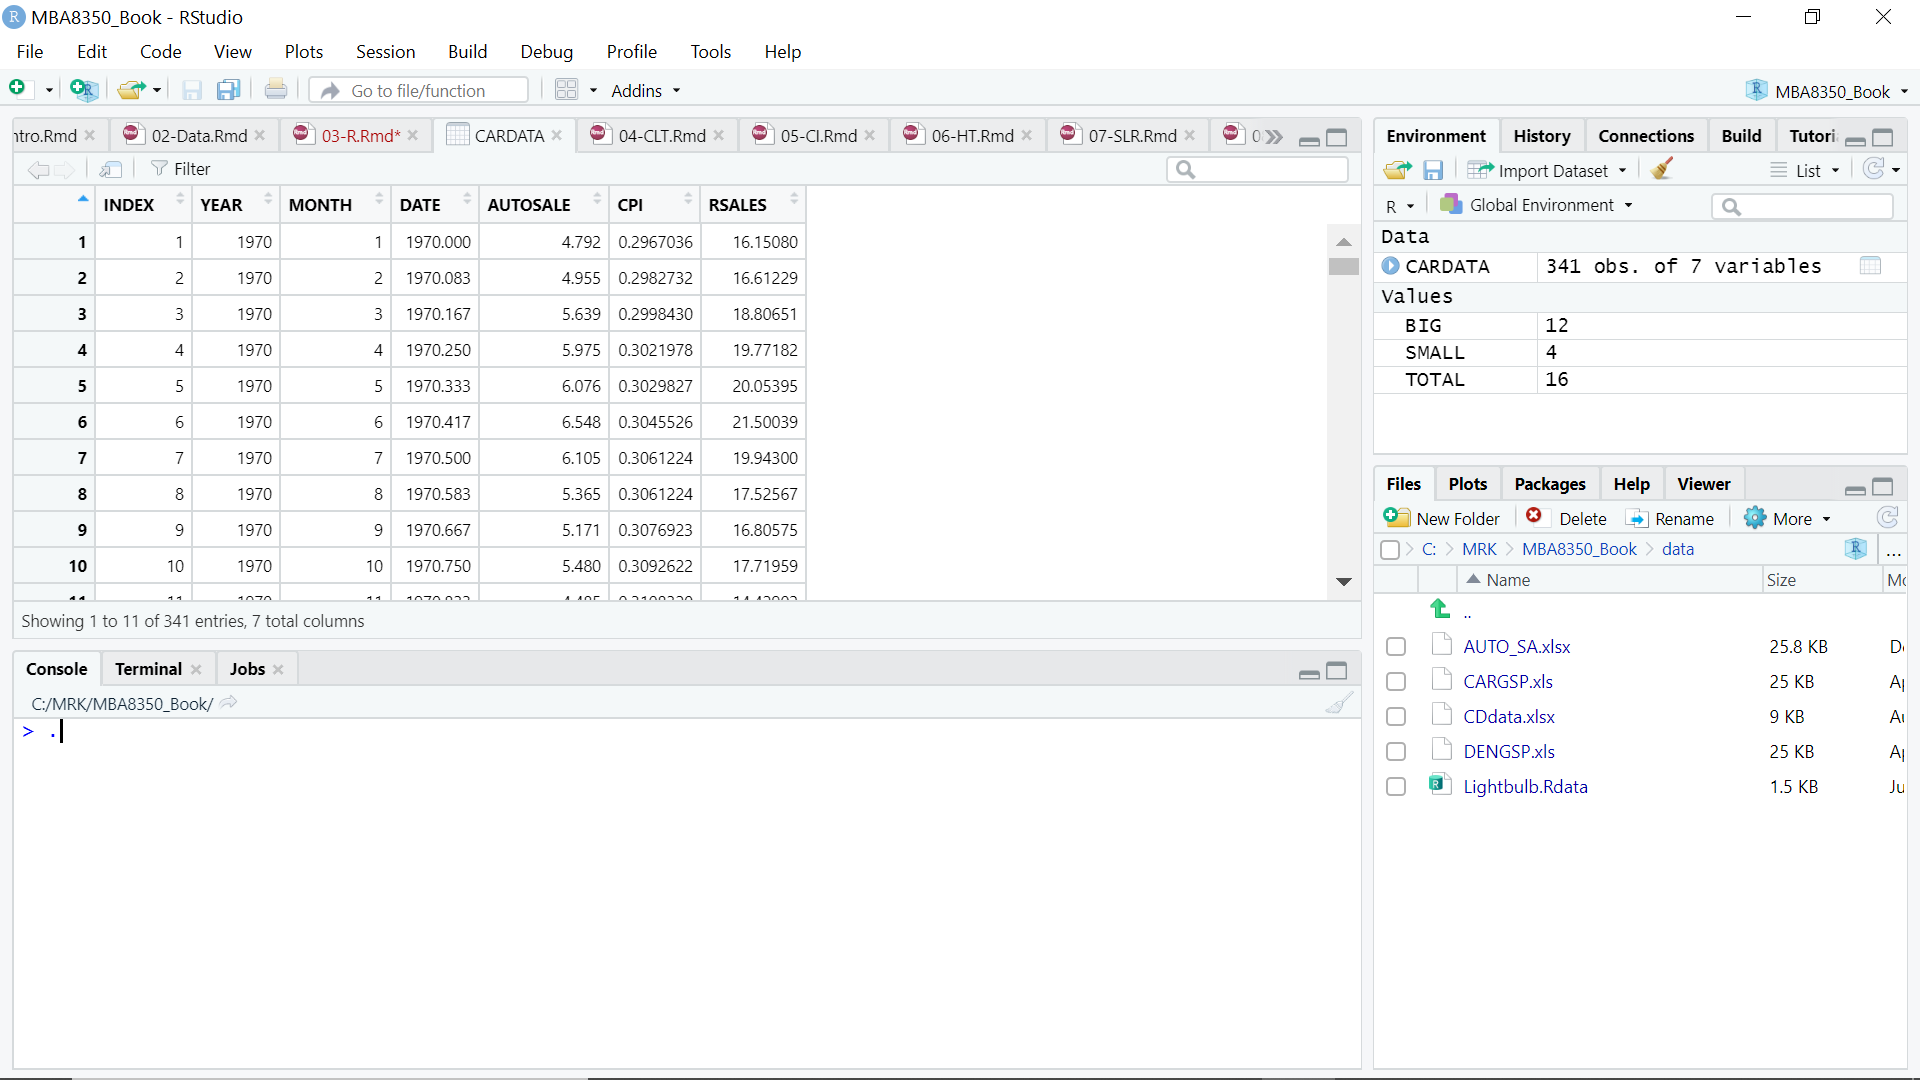 MBA8350_Book - RStudio
File Edit Code View Plots Session Build Debug Profile Tools Help
Go to file/function Addins MBA8350_Book
ntro.Rmd 02-Data.Rmd 03-R.Rmd* CARDATA 04-CLT.Rmd 05-CI.Rmd 06-HT.Rmd 07-SLR.Rmd 0
Filter
INDEX YEAR MONTH DATE AUTOSALE CPI RSALES
1 1 1970 1 1970.000 4.792 0.2967036 16.15080
2 2 1970 2 1970.083 4.955 0.2982732 16.61229
3 3 1970 3 1970.167 5.639 0.2998430 18.80651
4 4 1970 4 1970.250 5.975 0.3021978 19.77182
5 5 1970 5 1970.333 6.076 0.3029827 20.05395
6 6 1970 6 1970.417 6.548 0.3045526 21.50039
7 7 1970 7 1970.500 6.105 0.3061224 19.94300
8 8 1970 8 1970.583 5.365 0.3061224 17.52567
9 9 1970 9 1970.667 5.171 0.3076923 16.80575
10 10 1970 10 1970.750 5.480 0.3092622 17.71959
Showing 1 to 11 of 341 entries, 7 total columns
Console Terminal Jobs
C:/MRK/MBA8350_Book/
> .
Environment History Connections Build Tutori
Import Dataset List
R Global Environment
Data
CARDATA 341 obs. of 7 variables
Values
BIG 12
SMALL 4
TOTAL 16
Files Plots Packages Help Viewer
New Folder Delete Rename More
C: MRK MBA8350_Book data R ...
Name Size
..
AUTO_SA.xlsx 25.8 KB
CARGSP.xls 25 KB
CDdata.xlsx 9 KB
DENGSP.xls 25 KB
Lightbulb.Rdata 1.5 KB